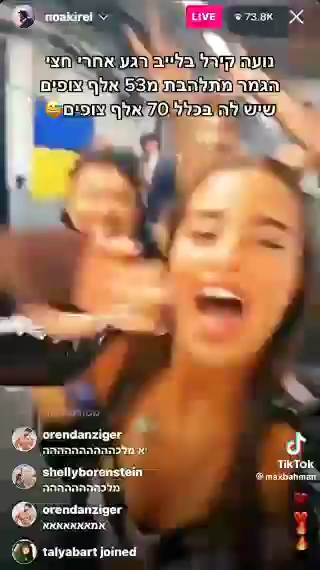 noakirel
LIVE
73.8K
נועה קירל בלייב רגע אחרי חצי
הגמר מתלהבת מ53 אלף צופים
שיש לה בכלל 70 אלף צופים😅
orendanziger
יא מלכהההההההההה
shellyborenstein
מלכהההההההה
orendanziger
אמאאאאאאא
talyabart joined
TikTok
@maxbahman